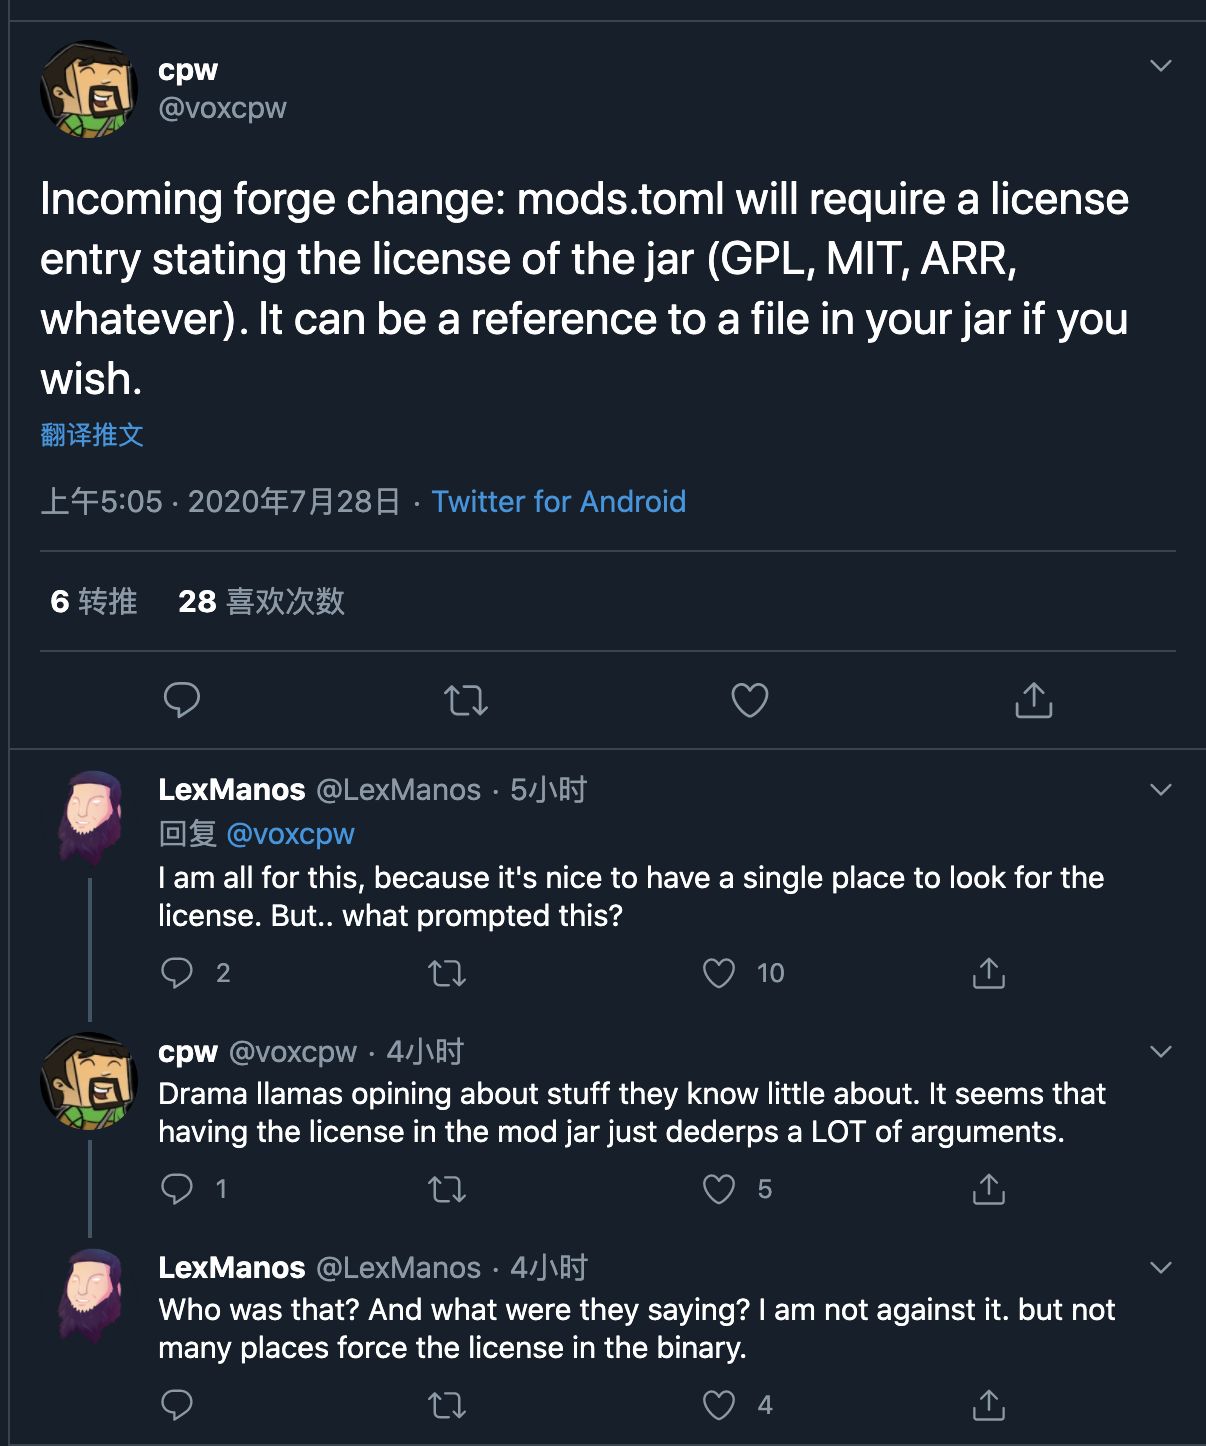 cpw
@voxcpw
Incoming forge change: mods.toml will require a license
entry stating the license of the jar (GPL, MIT, ARR,
whatever). It can be a reference to a file in your jar if you
wish.
翻译推文
上午5:05 · 2020年7月28日 · Twitter for Android
6 转推 28 喜欢次数
LexManos @LexManos · 5小时
回复 @voxcpw
I am all for this, because it's nice to have a single place to look for the
license. But.. what prompted this?
2 10
cpw @voxcpw · 4小时
Drama llamas opining about stuff they know little about. It seems that
having the license in the mod jar just dederps a LOT of arguments.
1 5
LexManos @LexManos · 4小时
Who was that? And what were they saying? I am not against it. but not
many places force the license in the binary.
4